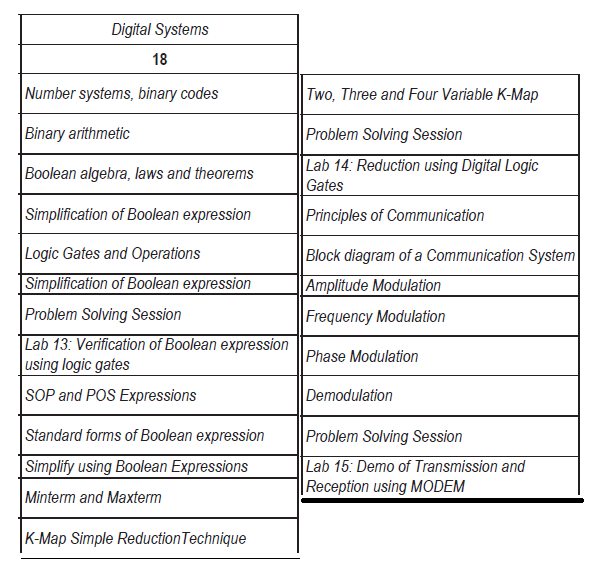 Digital Systems
18
Number systems, binary codes
Binary arithmetic
Boolean algebra, laws and theorems
Simplification of Boolean expression
Logic Gates and Operations
Simplification of Boolean expression
Problem Solving Session
Lab 13: Verification of Boolean expression
using logic gates
SOP and POS Expressions
Standard forms of Boolean expression
Simplify using Boolean Expressions
Minterm and Maxterm
K-Map Simple ReductionTechnique
Two, Three and Four Variable K-Map
Problem Solving Session
Lab 14: Reduction using Digital Logic
Gates
Principles of Communication
Block diagram of a Communication System
Amplitude Modulation
Frequency Modulation
Phase Modulation
Demodulation
Problem Solving Session
Lab 15: Demo of Transmission and
Reception using MODEM